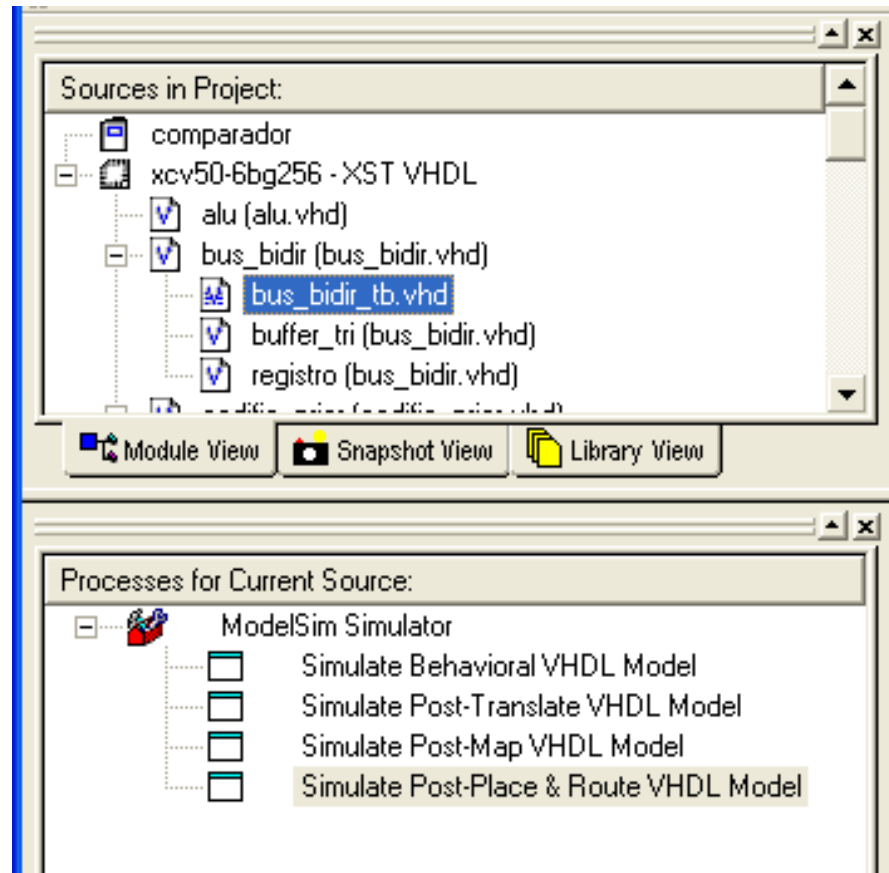 Sources in Project:
comparador
xcv50-6bg256 - XST VHDL
alu (alu.vhd)
bus_bidir (bus_bidir.vhd)
bus_bidir_tb.vhd
buffer_tri (bus_bidir.vhd)
registro (bus_bidir.vhd)
Module View Snapshot View Library View
Processes for Current Source:
ModelSim Simulator
Simulate Behavioral VHDL Model
Simulate Post-Translate VHDL Model
Simulate Post-Map VHDL Model
Simulate Post-Place & Route VHDL Model